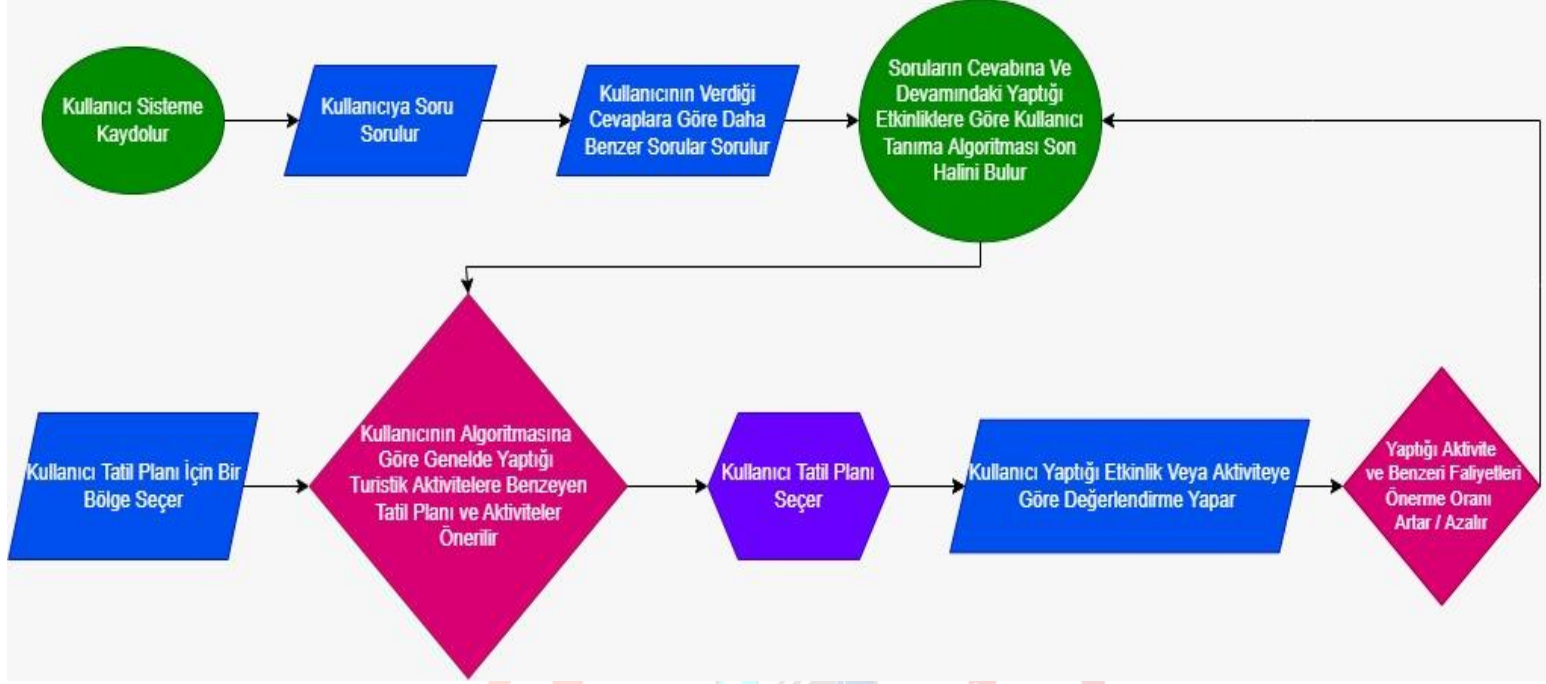 Kullanıcı Sisteme
Kaydolur
Kullanıcıya Soru
Sorulur
Kullanıcının Verdiği
Cevaplara Göre Daha
Benzer Sorular Sorulur
Soruların Cevabına Ve
Devamındaki Yaptığı
Etkinliklere Göre Kullanıcı
Tanıma Algoritması Son
Halini Bulur
Kullanıcı Tatil Planı İçin Bir
Bölge Seçer
Kullanıcının Algoritmasına
Göre Genelde Yaptığı
Turistik Aktivitelere Benzeyen
Tatil Planı ve Aktiviteler
Önerilir
Kullanıcı Tatil Planı
Seçer
Kullanıcı Yaptığı Etkinlik Veya Aktiviteye
Göre Değerlendirme Yapar
Yaptığı Aktivite
ve Benzeri Faliyetleri
Önerme Oranı
Artar / Azalır